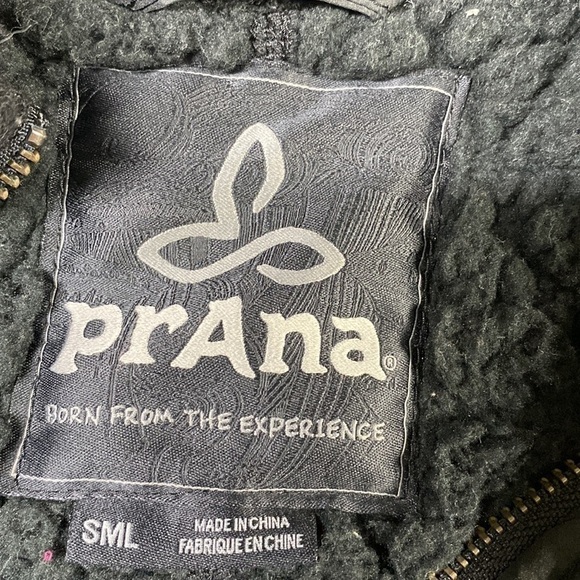 prAna®
BORN FROM THE EXPERIENCE
SML
MADE IN CHINA
FABRIQUE EN CHINE